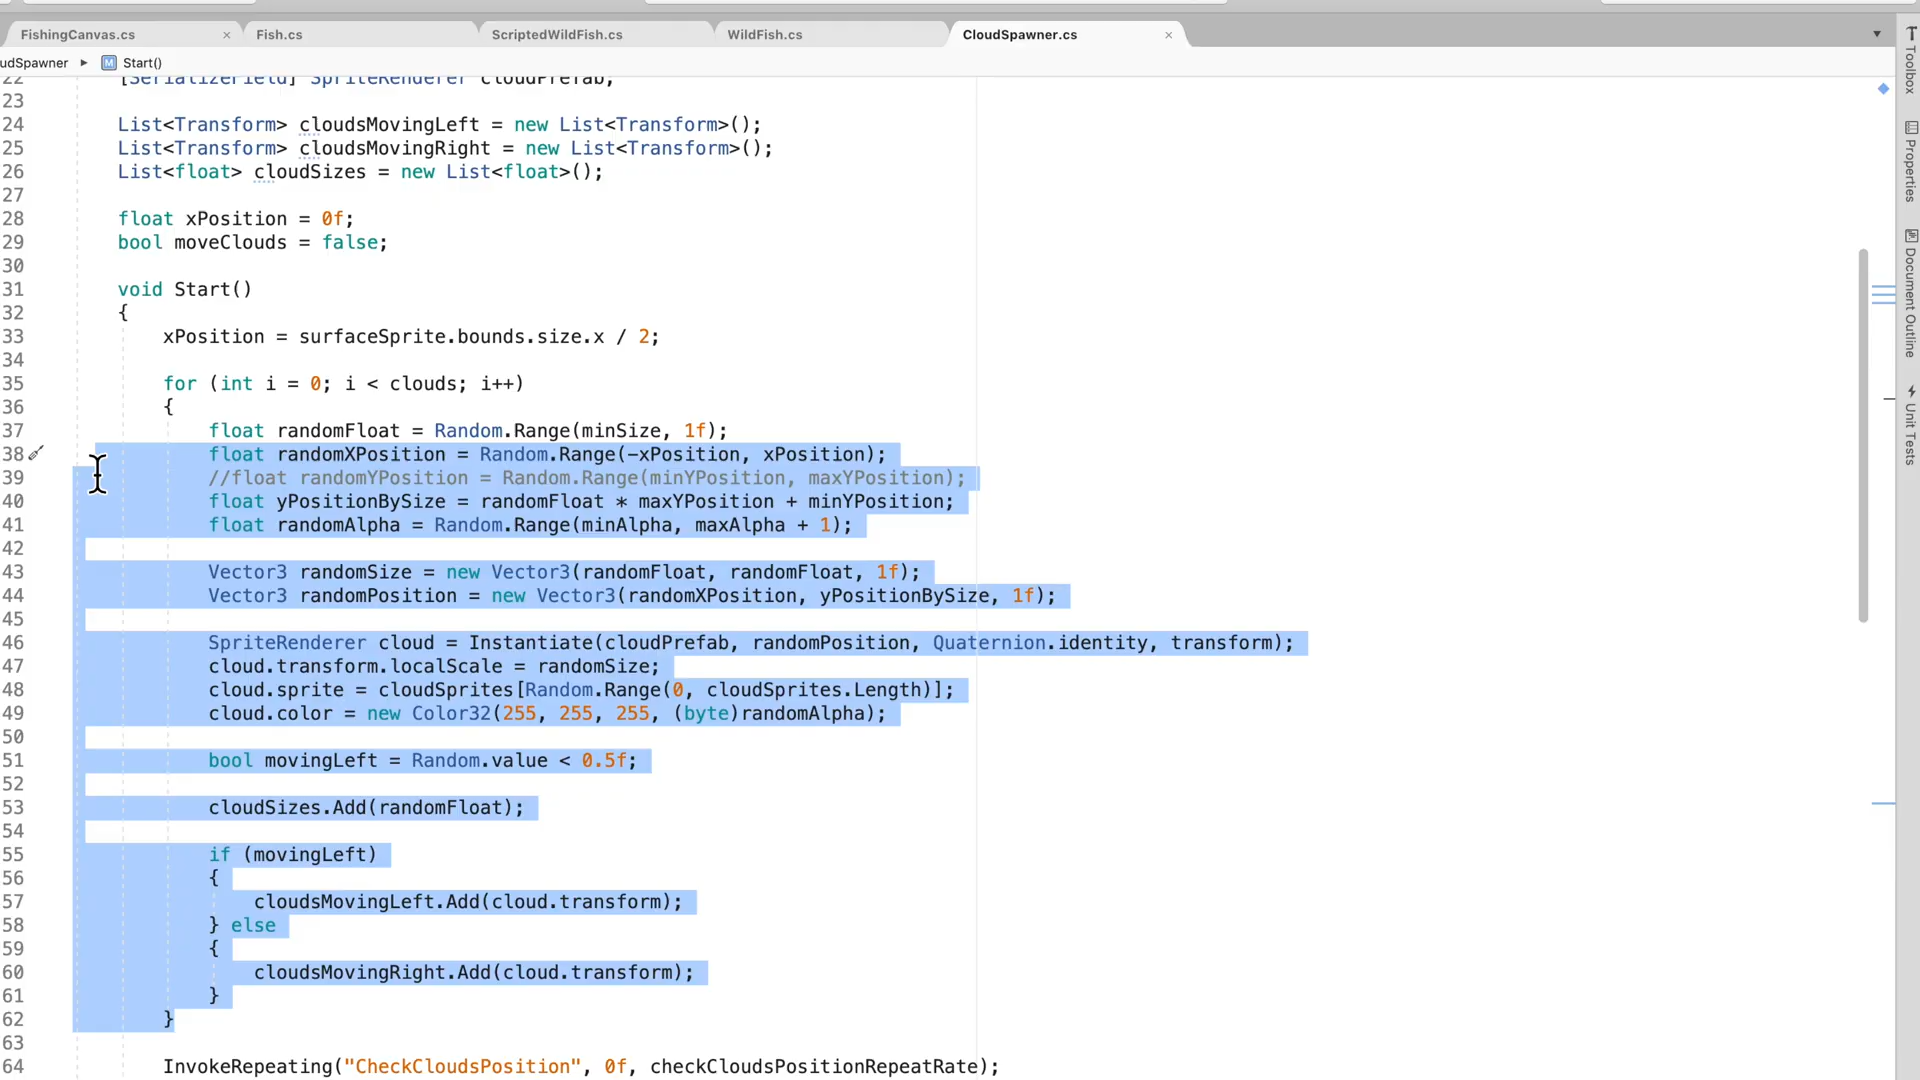 FishingCanvas.cs × Fish.cs ScriptedWildFish.cs WildFish.cs CloudSpawner.cs ×
udSpawner ▸ M Start()
22 [SerializeField] SpriteRenderer cloudPrefab;
23
24 List<Transform> cloudsMovingLeft = new List<Transform>();
25 List<Transform> cloudsMovingRight = new List<Transform>();
26 List<float> cloudSizes = new List<float>();
27
28 float xPosition = 0f;
29 bool moveClouds = false;
30
31 void Start()
32 {
33 xPosition = surfaceSprite.bounds.size.x / 2;
34
35 for (int i = 0; i < clouds; i++)
36 {
37 float randomFloat = Random.Range(minSize, 1f);
38 float randomXPosition = Random.Range(-xPosition, xPosition);
39 //float randomYPosition = Random.Range(minYPosition, maxYPosition);
40 float yPositionBySize = randomFloat * maxYPosition + minYPosition;
41 float randomAlpha = Random.Range(minAlpha, maxAlpha + 1);
42
43 Vector3 randomSize = new Vector3(randomFloat, randomFloat, 1f);
44 Vector3 randomPosition = new Vector3(randomXPosition, yPositionBySize, 1f);
45
46 SpriteRenderer cloud = Instantiate(cloudPrefab, randomPosition, Quaternion.identity, transform);
47 cloud.transform.localScale = randomSize;
48 cloud.sprite = cloudSprites[Random.Range(0, cloudSprites.Length)];
49 cloud.color = new Color32(255, 255, 255, (byte)randomAlpha);
50
51 bool movingLeft = Random.value < 0.5f;
52
53 cloudSizes.Add(randomFloat);
54
55 if (movingLeft)
56 {
57 cloudsMovingLeft.Add(cloud.transform);
58 } else
59 {
60 cloudsMovingRight.Add(cloud.transform);
61 }
62 }
63
64 InvokeRepeating("CheckCloudsPosition", 0f, checkCloudsPositionRepeatRate);
Toolbox
Properties
Document Outline
Unit Tests